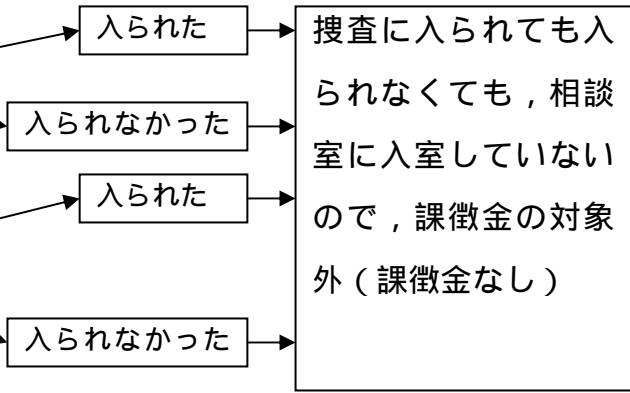 入られた
入られなかった
入られた
入られなかった
捜査に入られても入
られなくても，相談
室に入室していない
ので，課徴金の対象
外（課徴金なし）